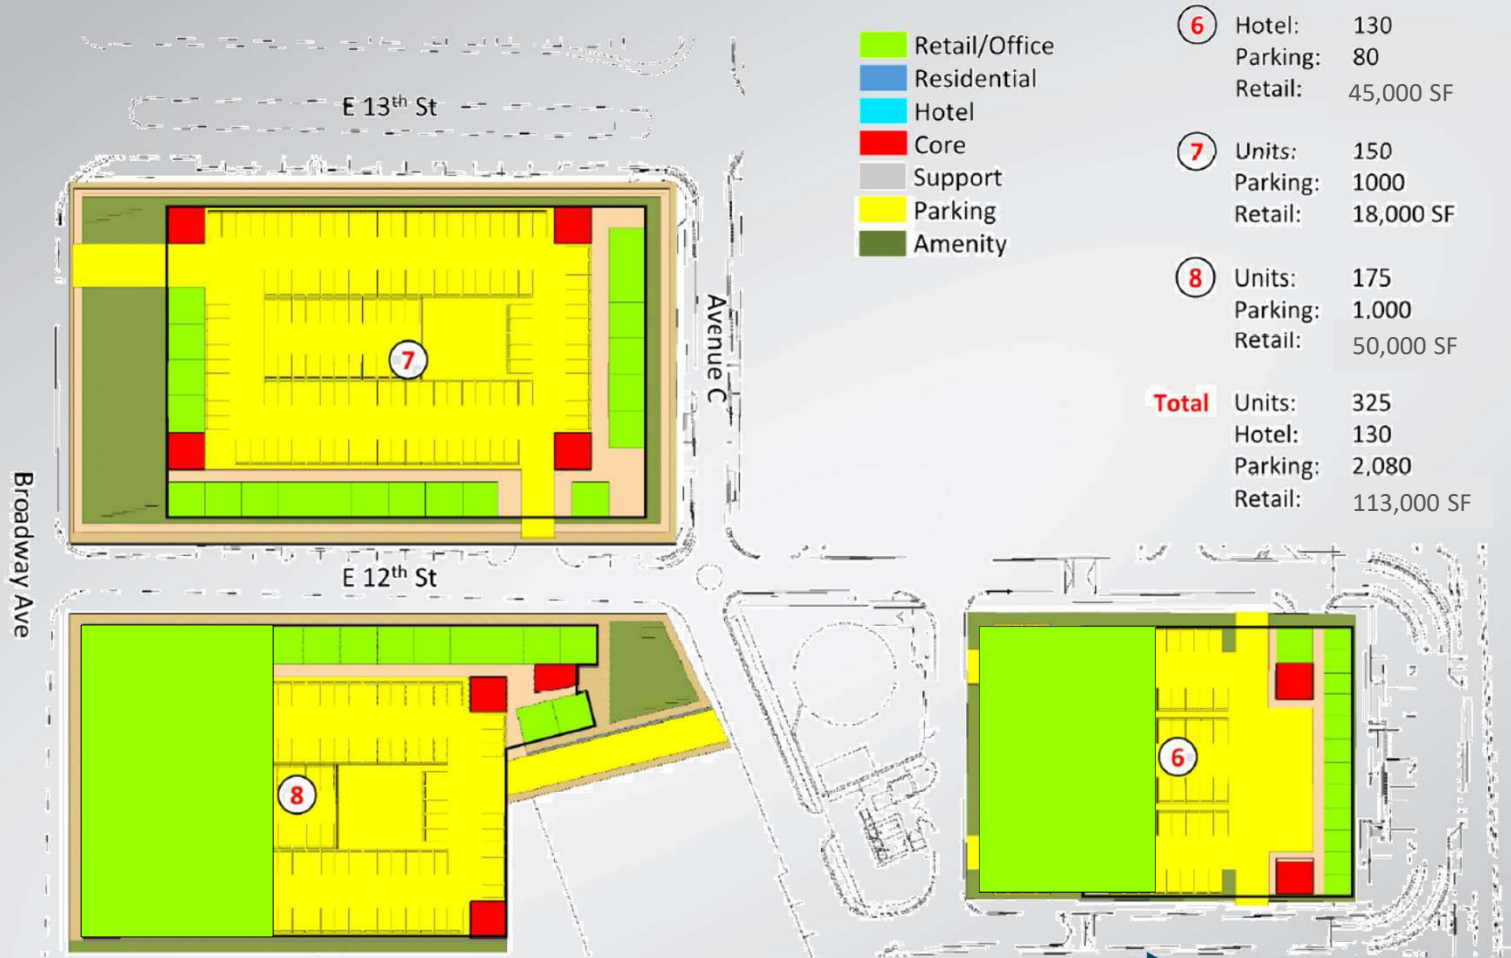 E 13th St
Retail/Office
Residential
Hotel
Core
Support
Parking
Amenity
6 Hotel: 130
Parking: 80
Retail: 45,000 SF
7 Units: 150
Parking: 1000
Retail: 18,000 SF
8 Units: 175
Parking: 1,000
Retail: 50,000 SF
Total Units: 325
Hotel: 130
Parking: 2,080
Retail: 113,000 SF
7
Avenue C
Broadway Ave
E 12th St
8
6